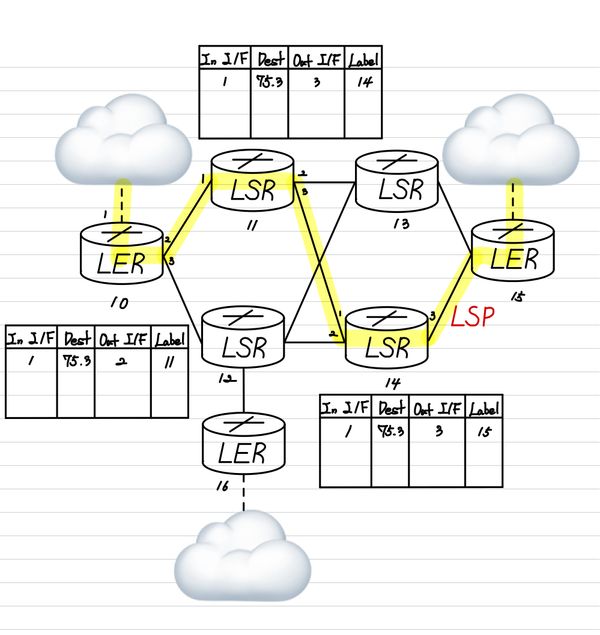 In I/F Dest Out I/F Label
1 75.3 3 14
1
LER
10
2
3
1
LSR
11
2
3
LSR
13
LER
15
LSR
12
1
2
LSR
14
3
LSP
In I/F Dest Out I/F Label
1 75.3 2 11
In I/F Dest Out I/F Label
1 75.3 3 15
LER
16